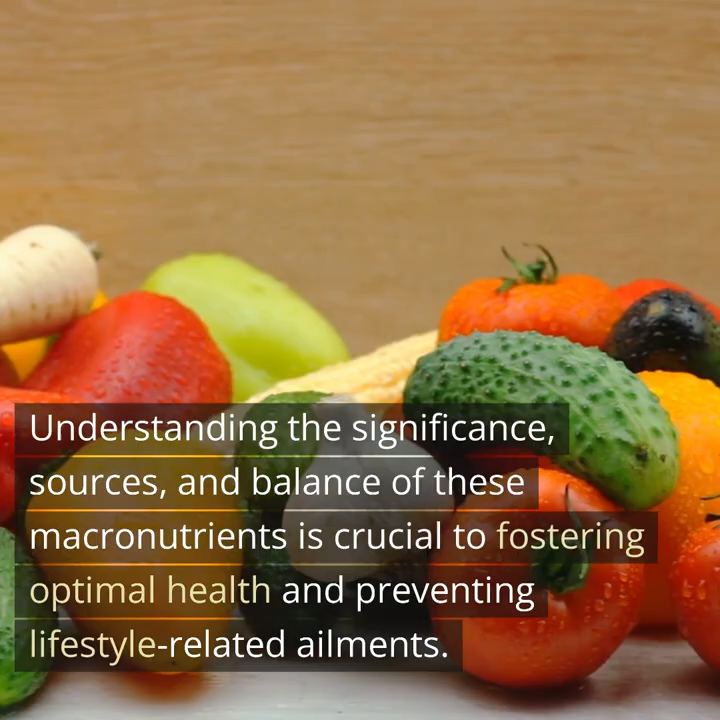 Understanding the significance,
sources, and balance of these
macronutrients is crucial to fostering
optimal health and preventing
lifestyle-related ailments.